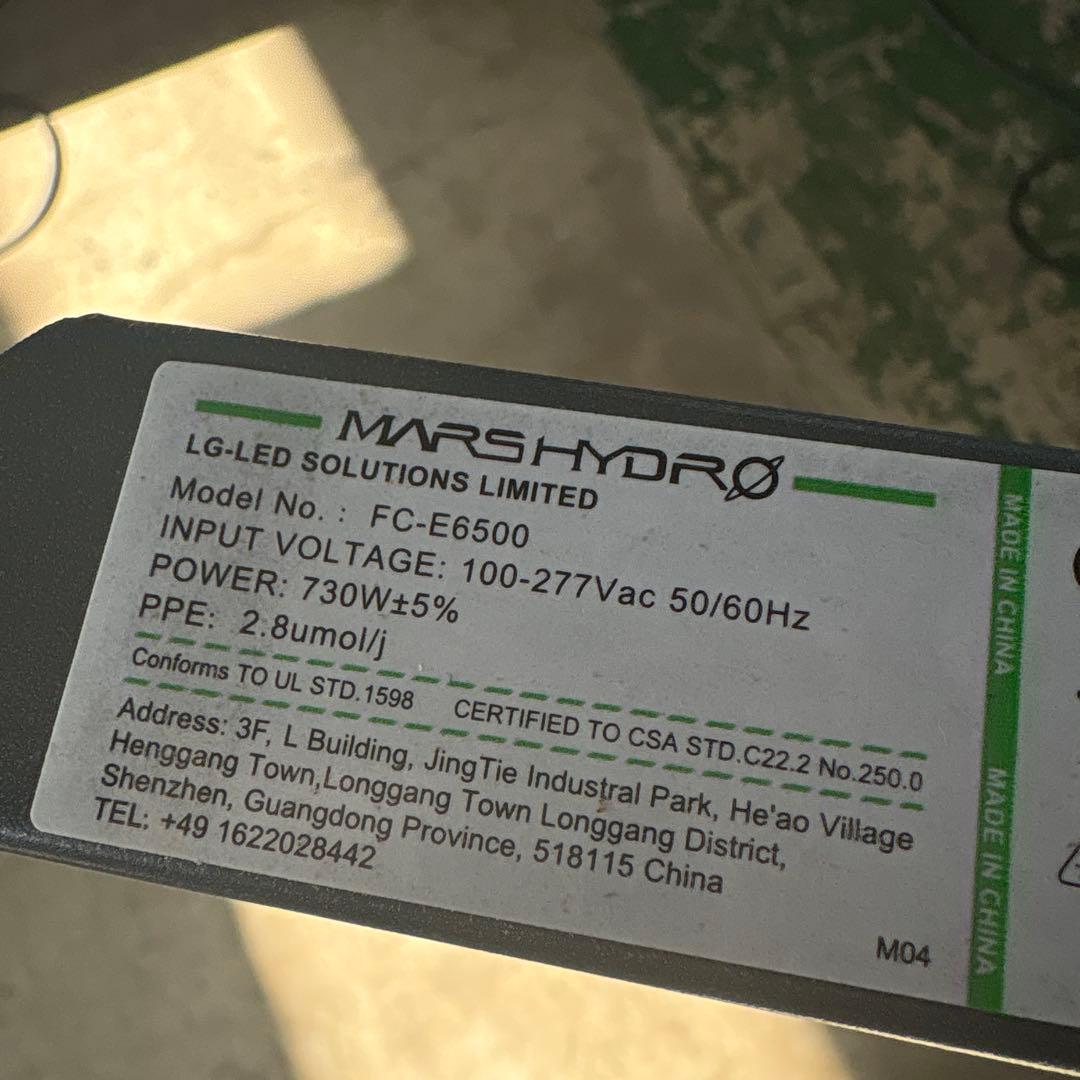 MARS HYDRO
LG-LED SOLUTIONS LIMITED
Model No. : FC-E6500
INPUT VOLTAGE: 100-277Vac 50/60Hz
POWER: 730W±5%
PPE: 2.8umol/j
Conforms TO UL STD.1598 CERTIFIED TO CSA STD.C22.2 No.250.0
Address: 3F, L Building, JingTie Industral Park, He'ao Village
Henggang Town,Longgang Town Longgang District,
Shenzhen, Guangdong Province, 518115 China
TEL: +49 1622028442
M04
MADE IN CHINA
MADE IN CHINA